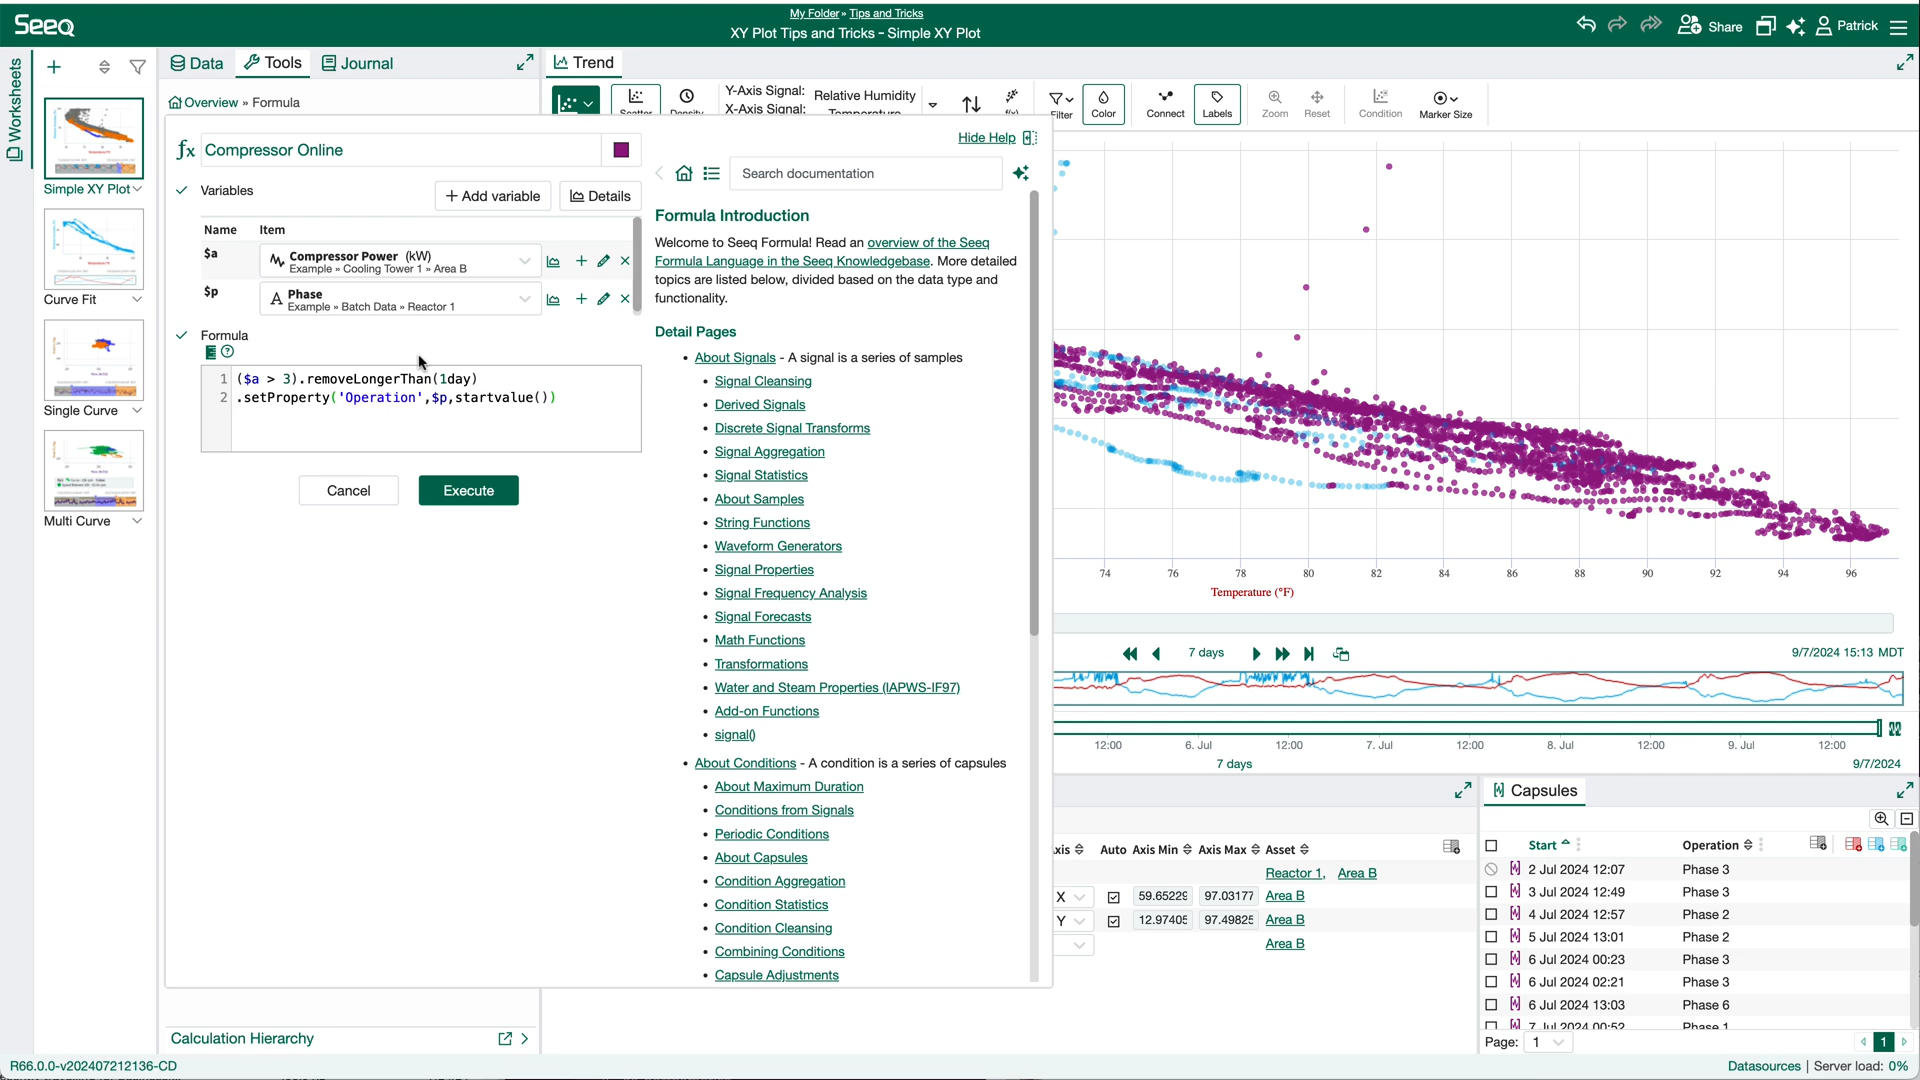 Seeq
My Folder » Tips and Tricks
XY Plot Tips and Tricks - Simple XY Plot
Share
Patrick
Worksheets
Data
Tools
Journal
Trend
Overview » Formula
Scatter
Density
Y-Axis Signal:
Relative Humidity
X-Axis Signal:
Temperature
f(x)
Filter
Color
Connect
Labels
Zoom
Reset
Condition
Marker Size
Simple XY Plot
Curve Fit
Single Curve
Multi Curve
fx
Compressor Online
Hide Help
Variables
+ Add variable
Details
Name
Item
$a
Compressor Power (kW)
Example » Cooling Tower 1 » Area B
$p
Phase
Example » Batch Data » Reactor 1
Formula
1 ($a > 3).removeLongerThan(1day)
2 .setProperty('Operation',$p,startvalue())
Cancel
Execute
Search documentation
Formula Introduction
Welcome to Seeq Formula! Read an overview of the Seeq
Formula Language in the Seeq Knowledgebase. More detailed
topics are listed below, divided based on the data type and
functionality.
Detail Pages
• About Signals - A signal is a series of samples
• Signal Cleansing
• Derived Signals
• Discrete Signal Transforms
• Signal Aggregation
• Signal Statistics
• About Samples
• String Functions
• Waveform Generators
• Signal Properties
• Signal Frequency Analysis
• Signal Forecasts
• Math Functions
• Transformations
• Water and Steam Properties (IAPWS-IF97)
• Add-on Functions
• signal()
• About Conditions - A condition is a series of capsules
• About Maximum Duration
• Conditions from Signals
• Periodic Conditions
• About Capsules
• Condition Aggregation
• Condition Statistics
• Condition Cleansing
• Combining Conditions
• Capsule Adjustments
74 76 78 80 82 84 86 88 90 92 94 96
Temperature (°F)
7 days
9/7/2024 15:13 MDT
12:00 6. Jul 12:00 7. Jul 12:00 8. Jul 12:00 9. Jul 12:00
7 days
9/7/2024
xis Auto Axis Min Axis Max Asset
Reactor 1, Area B
X 59.65229 97.03177 Area B
Y 12.97405 97.49825 Area B
Area B
Capsules
Start Operation
2 Jul 2024 12:07 Phase 3
3 Jul 2024 12:49 Phase 3
4 Jul 2024 12:57 Phase 2
5 Jul 2024 13:01 Phase 2
6 Jul 2024 00:23 Phase 3
6 Jul 2024 02:21 Phase 3
6 Jul 2024 13:03 Phase 6
7 Jul 2024 00:52 Phase 1
Page: 1
1
Calculation Hierarchy
R66.0.0-v202407212136-CD
Datasources | Server load: 0%